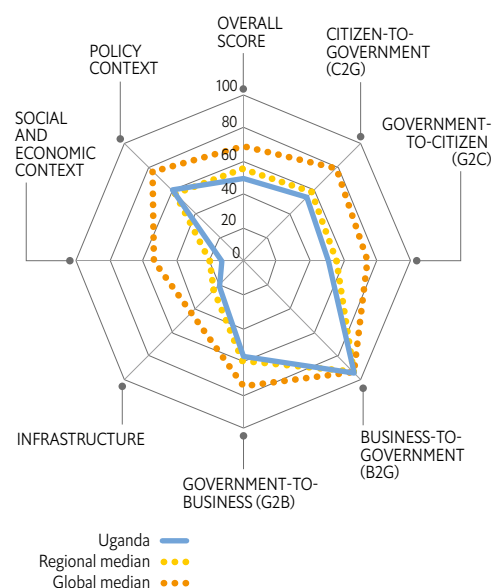 OVERALL
SCORE
CITIZEN-TO-
GOVERNMENT
(C2G)
GOVERNMENT-
TO-CITIZEN
(G2C)
BUSINESS-TO-
GOVERNMENT
(B2G)
GOVERNMENT-TO-
BUSINESS (G2B)
INFRASTRUCTURE
SOCIAL
AND
ECONOMIC
CONTEXT
POLICY
CONTEXT
100
80
60
40
20
0
Uganda
Regional median
Global median